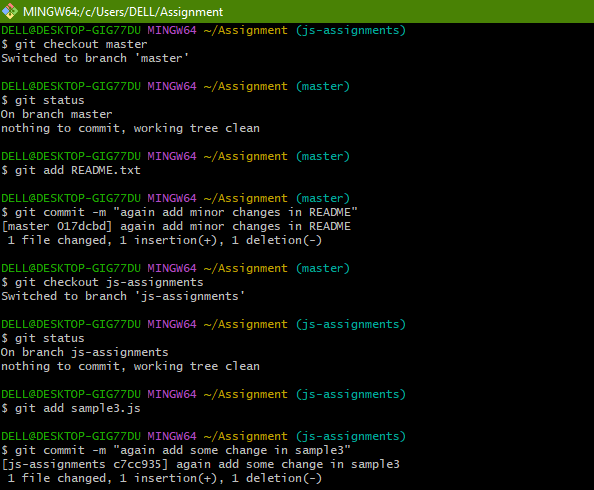 MINGW64:/c/Users/DELL/Assignment
DELL@DESKTOP-GIG77DU MINGW64 ~/Assignment (js-assignments)
$ git checkout master
Switched to branch 'master'
DELL@DESKTOP-GIG77DU MINGW64 ~/Assignment (master)
$ git status
On branch master
nothing to commit, working tree clean
DELL@DESKTOP-GIG77DU MINGW64 ~/Assignment (master)
$ git add README.txt
DELL@DESKTOP-GIG77DU MINGW64 ~/Assignment (master)
$ git commit -m "again add minor changes in README"
[master 017dcbd] again add minor changes in README
1 file changed, 1 insertion(+), 1 deletion(-)
DELL@DESKTOP-GIG77DU MINGW64 ~/Assignment (master)
$ git checkout js-assignments
Switched to branch 'js-assignments'
DELL@DESKTOP-GIG77DU MINGW64 ~/Assignment (js-assignments)
$ git status
On branch js-assignments
nothing to commit, working tree clean
DELL@DESKTOP-GIG77DU MINGW64 ~/Assignment (js-assignments)
$ git add sample3.js
DELL@DESKTOP-GIG77DU MINGW64 ~/Assignment (js-assignments)
$ git commit -m "again add some change in sample3"
[js-assignments c7cc935] again add some change in sample3
1 file changed, 1 insertion(+), 1 deletion(-)